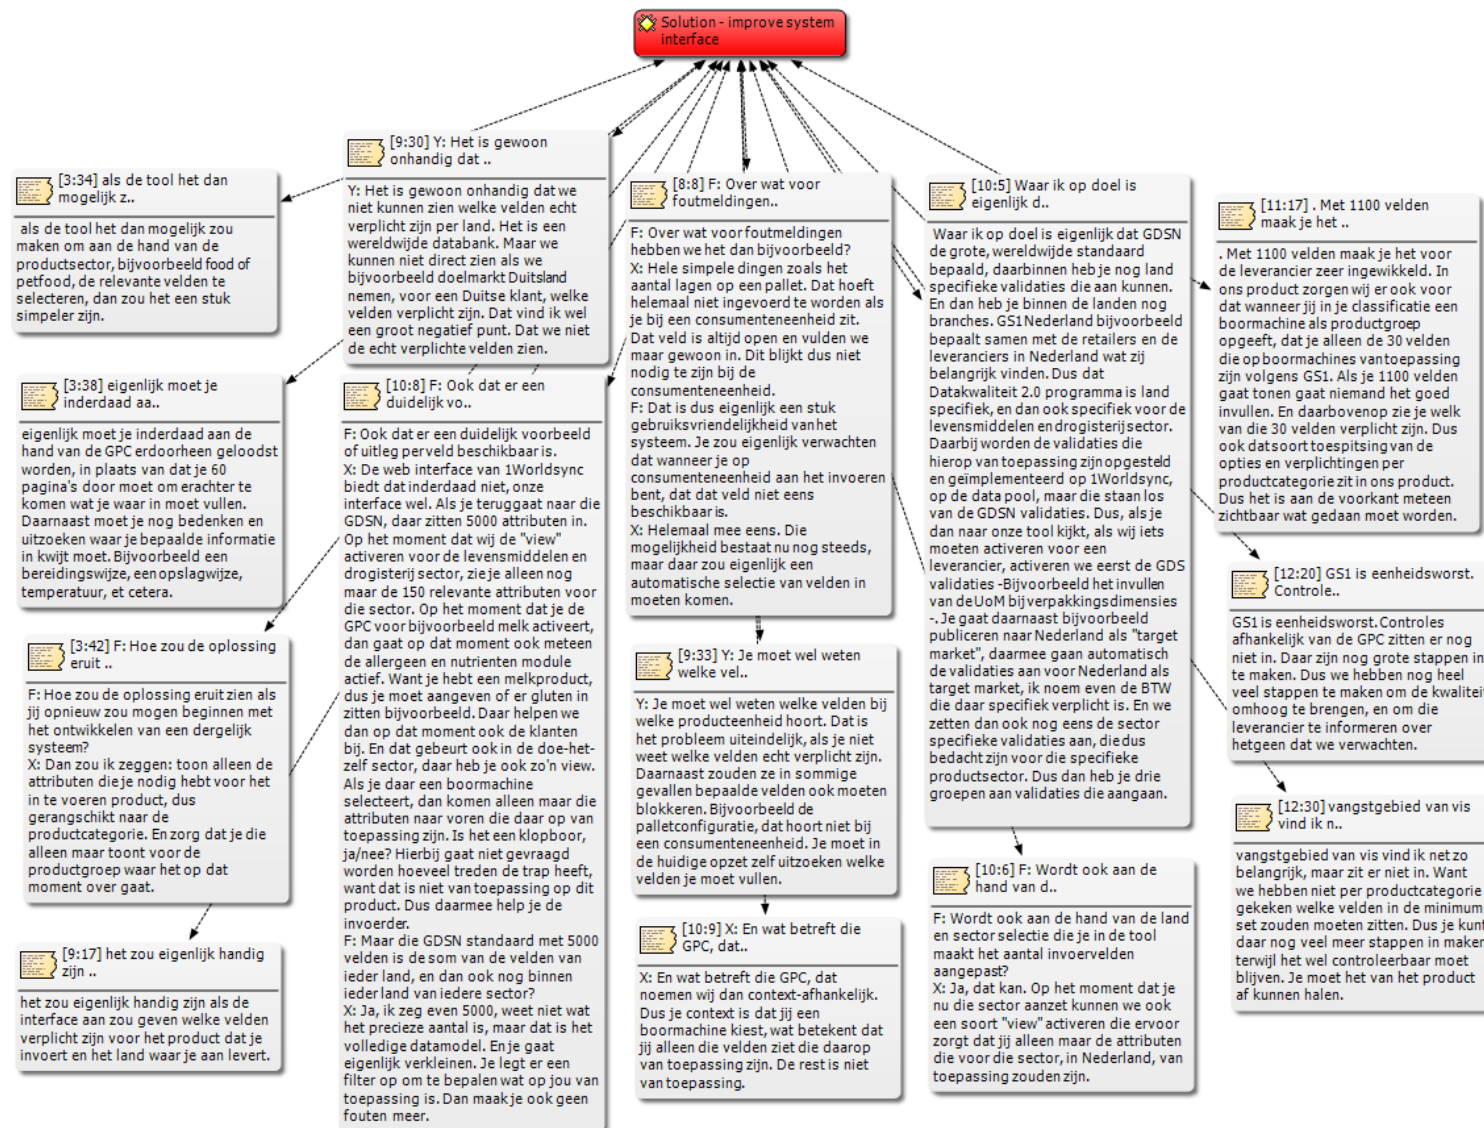 Solution - improve system
interface
[3:34] als de tool het dan
mogelijk z..
als de tool het dan mogelijk zou
maken om aan de hand van de
productsector, bijvoorbeeld food of
petfood, de relevante velden te
selecteren, dan zou het een stuk
simpeler zijn.
[3:38] eigenlijk moet je
inderdaad aa..
eigenlijk moet je inderdaad aan de
hand van de GPC erdoorheen geloodst
worden, in plaats van dat je 60
pagina's door moet om erachter te
komen wat je waar in moet vullen.
Daarnaast moet je nog bedenken en
uitzoeken waar je bepaalde informatie
in kwijt moet. Bijvoorbeeld een
bereidingswijze, een opslagwijze,
temperatuur, et cetera.
[3:42] F: Hoe zou de oplossing
eruit ..
F: Hoe zou de oplossing eruit zien als
jij opnieuw zou mogen beginnen met
het ontwikkelen van een dergelijk
systeem?
X: Dan zou ik zeggen: toon alleen de
attributen die je nodig hebt voor het
in te voeren product, dus
gerangschikt naar de
productcategorie. En zorg dat je die
alleen maar toont voor de
productgroep waar het op dat
moment over gaat.
[9:17] het zou eigenlijk handig
zijn ..
het zou eigenlijk handig zijn als de
interface aan zou geven welke velden
verplicht zijn voor het product dat je
invoert en het land waar je aan levert.
[9:30] Y: Het is gewoon
onhandig dat ..
Y: Het is gewoon onhandig dat we
niet kunnen zien welke velden echt
verplicht zijn per land. Het is een
wereldwijde databank. Maar we
kunnen niet direct zien als we
bijvoorbeeld doelmarkt Duitsland
nemen, voor een Duitse klant, welke
velden verplicht zijn. Dat vind ik wel
een groot negatief punt. Dat we niet
de echt verplichte velden zien.
[10:8] F: Ook dat er een
duidelijk vo..
F: Ook dat er een duidelijk voorbeeld
of uitleg per veld beschikbaar is.
X: De web interface van 1Worldsync
biedt dat inderdaad niet, onze
interface wel. Als je teruggaat naar die
GDSN, daar zitten 5000 attributen in.
Op het moment dat wij de "view"
activeren voor de levensmiddelen en
drogisterij sector, zie je alleen nog
maar de 150 relevante attributen voor
die sector. Op het moment dat je de
GPC voor bijvoorbeeld melk activeert,
dan gaat op dat moment ook meteen
de allergeen en nutrienten module
actief. Want je hebt een melkproduct,
dus je moet aangeven of er gluten in
zitten bijvoorbeeld. Daar helpen we
dan op dat moment ook de klanten
bij. En dat gebeurt ook in de doe-het-
zelf sector, daar heb je ook zo'n view.
Als je daar een boormachine
selecteert, dan komen alleen maar die
attributen naar voren die daar op van
toepassing zijn. Is het een klopboor,
ja/nee? Hierbij gaat niet gevraagd
worden hoeveel treden de trap heeft,
want dat is niet van toepassing op dit
product. Dus daarmee help je de
invoerder.
F: Maar die GDSN standaard met 5000
velden is de som van de velden van
ieder land, en dan ook nog binnen
ieder land van iedere sector?
X: Ja, ik zeg even 5000, weet niet wat
het precieze aantal is, maar dat is het
volledige datamodel. En je gaat
eigenlijk verkleinen. Je legt er een
filter op om te bepalen wat op jou van
toepassing is. Dan maak je ook geen
fouten meer.
[8:8] F: Over wat voor
foutmeldingen..
F: Over wat voor foutmeldingen
hebben we het dan bijvoorbeeld?
X: Hele simpele dingen zoals het
aantal lagen op een pallet. Dat hoeft
helemaal niet ingevoerd te worden als
je bij een consumenteneenheid zit.
Dat veld is altijd open en vulden we
maar gewoon in. Dit blijkt dus niet
nodig te zijn bij de
consumenteneenheid.
F: Dat is dus eigenlijk een stuk
gebruiksvriendelijkheid van het
systeem. Je zou eigenlijk verwachten
dat wanneer je op
consumenteneenheid aan het invoeren
bent, dat dat veld niet eens
beschikbaar is.
X: Helemaal mee eens. Die
mogelijkheid bestaat nu nog steeds,
maar daar zou eigenlijk een
automatische selectie van velden in
moeten komen.
[9:33] Y: Je moet wel weten
welke vel..
Y: Je moet wel weten welke velden bij
welke producteenheid hoort. Dat is
het probleem uiteindelijk, als je niet
weet welke velden echt verplicht zijn.
Daarnaast zouden ze in sommige
gevallen bepaalde velden ook moeten
blokkeren. Bijvoorbeeld de
palletconfiguratie, dat hoort niet bij
een consumenteneenheid. Je moet in
de huidige opzet zelf uitzoeken welke
velden je moet vullen.
[10:9] X: En wat betreft die
GPC, dat..
X: En wat betreft die GPC, dat
noemen wij dan context-afhankelijk.
Dus je context is dat jij een
boormachine kiest, wat betekent dat
jij alleen die velden ziet die daarop
van toepassing zijn. De rest is niet
van toepassing.
[10:5] Waar ik op doel is
eigenlijk d..
Waar ik op doel is eigenlijk dat GDSN
de grote, wereldwijde standaard
bepaald, daarbinnen heb je nog land
specifieke validaties die aan kunnen.
En dan heb je binnen de landen nog
branches. GS1 Nederland bijvoorbeeld
bepaalt samen met de retailers en de
leveranciers in Nederland wat zij
belangrijk vinden. Dus dat
Datakwaliteit 2.0 programma is land
specifiek, en dan ook specifiek voor de
levensmiddelen en drogisterij sector.
Daarbij worden de validaties die
hierop van toepassing zijn opgesteld
en geïmplementeerd op 1Worldsync,
op de data pool, maar die staan los
van de GDSN validaties. Dus, als je
dan naar onze tool kijkt, als wij iets
moeten activeren voor een
leverancier, activeren we eerst de GDS
validaties -Bijvoorbeeld het invullen
van de UoM bij verpakkingsdimensies
-. Je gaat daarnaast bijvoorbeeld
publiceren naar Nederland als "target
market", daarmee gaan automatisch
de validaties aan voor Nederland als
target market, ik noem even de BTW
die daar specifiek verplicht is. En we
zetten dan ook nog eens de sector
specifieke validaties aan, die dus
bedacht zijn voor die specifieke
productsector. Dus dan heb je drie
groepen aan validaties die aangaan.
[10:6] F: Wordt ook aan de
hand van d..
F: Wordt ook aan de hand van de land
en sector selectie die je in de tool
maakt het aantal invoervelden
aangepast?
X: Ja, dat kan. Op het moment dat je
nu die sector aanzet kunnen we ook
een soort "view" activeren die ervoor
zorgt dat jij alleen maar de attributen
die voor die sector, in Nederland, van
toepassing zouden zijn.
[11:17] . Met 1100 velden
maak je het ..
. Met 1100 velden maak je het voor
de leverancier zeer ingewikkeld. In
ons product zorgen wij er ook voor
dat wanneer jij in je classificatie een
boormachine als productgroep
opgeeft, dat je alleen de 30 velden
die op boormachines van toepassing
zijn volgens GS1. Als je 1100 velden
gaat tonen gaat niemand het goed
invullen. En daarbovenop zie je welk
van die 30 velden verplicht zijn. Dus
ook dat soort toespitsing van de
opties en verplichtingen per
productcategorie zit in ons product.
Dus het is aan de voorkant meteen
zichtbaar wat gedaan moet worden.
[12:20] GS1 is eenheidsworst.
Controle..
GS1 is eenheidsworst. Controles
afhankelijk van de GPC zitten er nog
niet in. Daar zijn nog grote stappen in
te maken. Dus we hebben nog heel
veel stappen te maken om de kwaliteit
omhoog te brengen, en om die
leverancier te informeren over
hetgeen dat we verwachten.
[12:30] vangstgebied van vis
vind ik n..
vangstgebied van vis vind ik net zo
belangrijk, maar zit er niet in. Want
we hebben niet per productcategorie
gekeken welke velden in de minimum
set zouden moeten zitten. Dus je kunt
daar nog veel meer stappen in maken
terwijl het wel controleerbaar moet
blijven. Je moet het van het product
af kunnen halen.